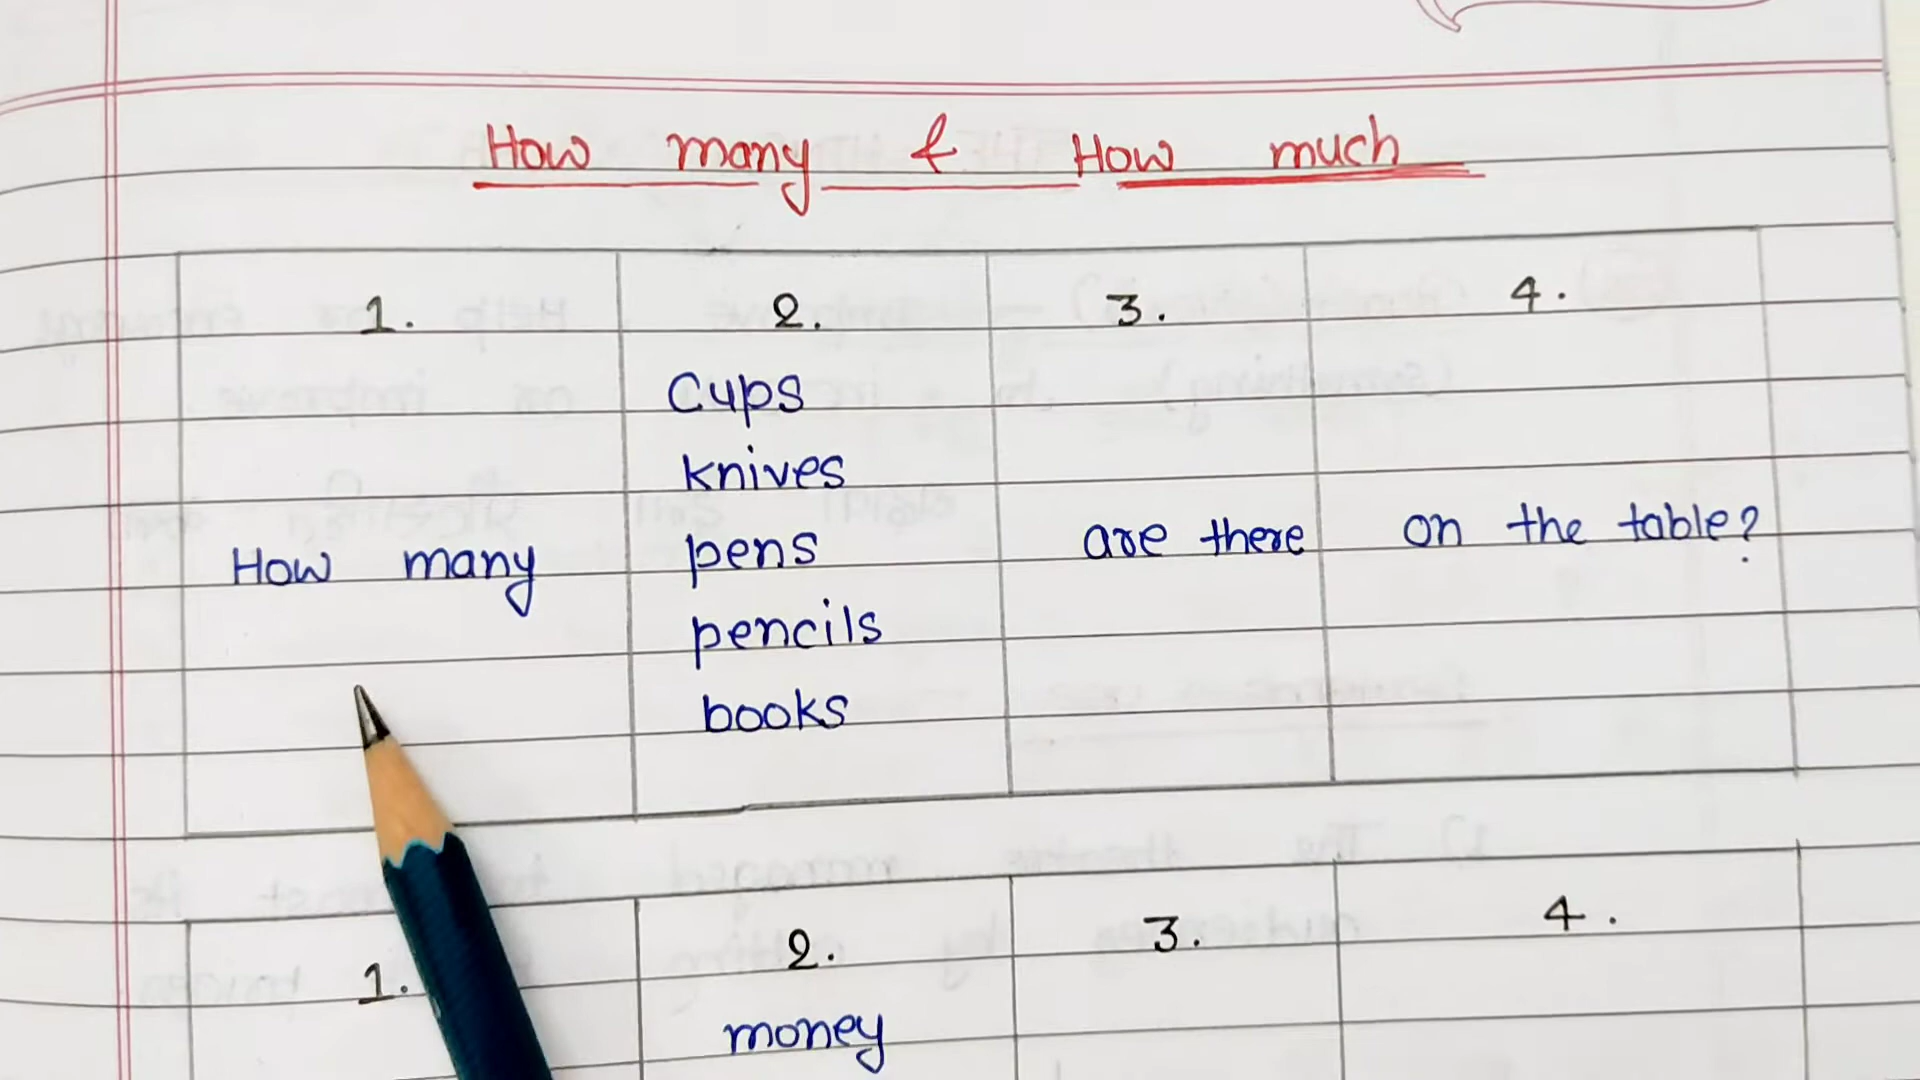 How many & How much
1. 2. 3. 4.
Cups
knives
How many pens are there on the table?
pencils
books
1. 2. 3. 4.
money